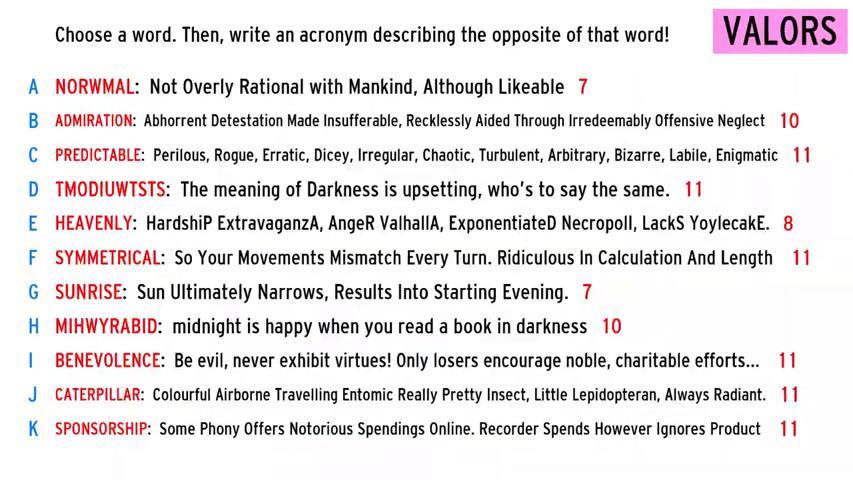 Choose a word. Then, write an acronym describing the opposite of that word!
VALORS
A NORWMAL: Not Overly Rational with Mankind, Although Likeable 7
B ADMIRATION: Abhorrent Detestation Made Insufferable, Recklessly Aided Through Irredeemably Offensive Neglect 10
C PREDICTABLE: Perilous, Rogue, Erratic, Dicey, Irregular, Chaotic, Turbulent, Arbitrary, Bizarre, Labile, Enigmatic 11
D TMODIUWTSTS: The meaning of Darkness is upsetting, who's to say the same. 11
E HEAVENLY: HardshiP ExtravaganzA, AngeR ValhallA, ExponentiateD Necropoll, LackS YoylecakE. 8
F SYMMETRICAL: So Your Movements Mismatch Every Turn. Ridiculous In Calculation And Length 11
G SUNRISE: Sun Ultimately Narrows, Results Into Starting Evening. 7
H MIHWYRABID: midnight is happy when you read a book in darkness 10
I BENEVOLENCE: Be evil, never exhibit virtues! Only losers encourage noble, charitable efforts... 11
J CATERPILLAR: Colourful Airborne Travelling Entomic Really Pretty Insect, Little Lepidopteran, Always Radiant. 11
K SPONSORSHIP: Some Phony Offers Notorious Spendings Online. Recorder Spends However Ignores Product 11